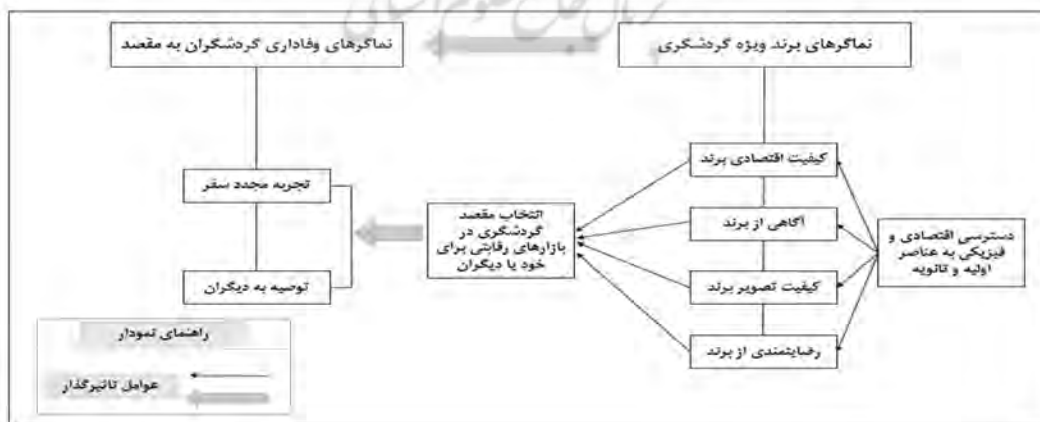 نماگرهای برند ویژه گردشگری
نماگرهای وفاداری گردشگران به مقصد
کیفیت اقتصادی برند
آگاهی از برند
کیفیت تصویر برند
رضایتمندی از برند
دسترسی اقتصادی و
فیزیکی به عناصر
اولیه و ثانویه
انتخاب مقصد
گردشگری در
بازارهای رقابتی برای
خود یا دیگران
تجربه مجدد سفر
توصیه به دیگران
راهنمای نمودار
عوامل تاثیرگذار